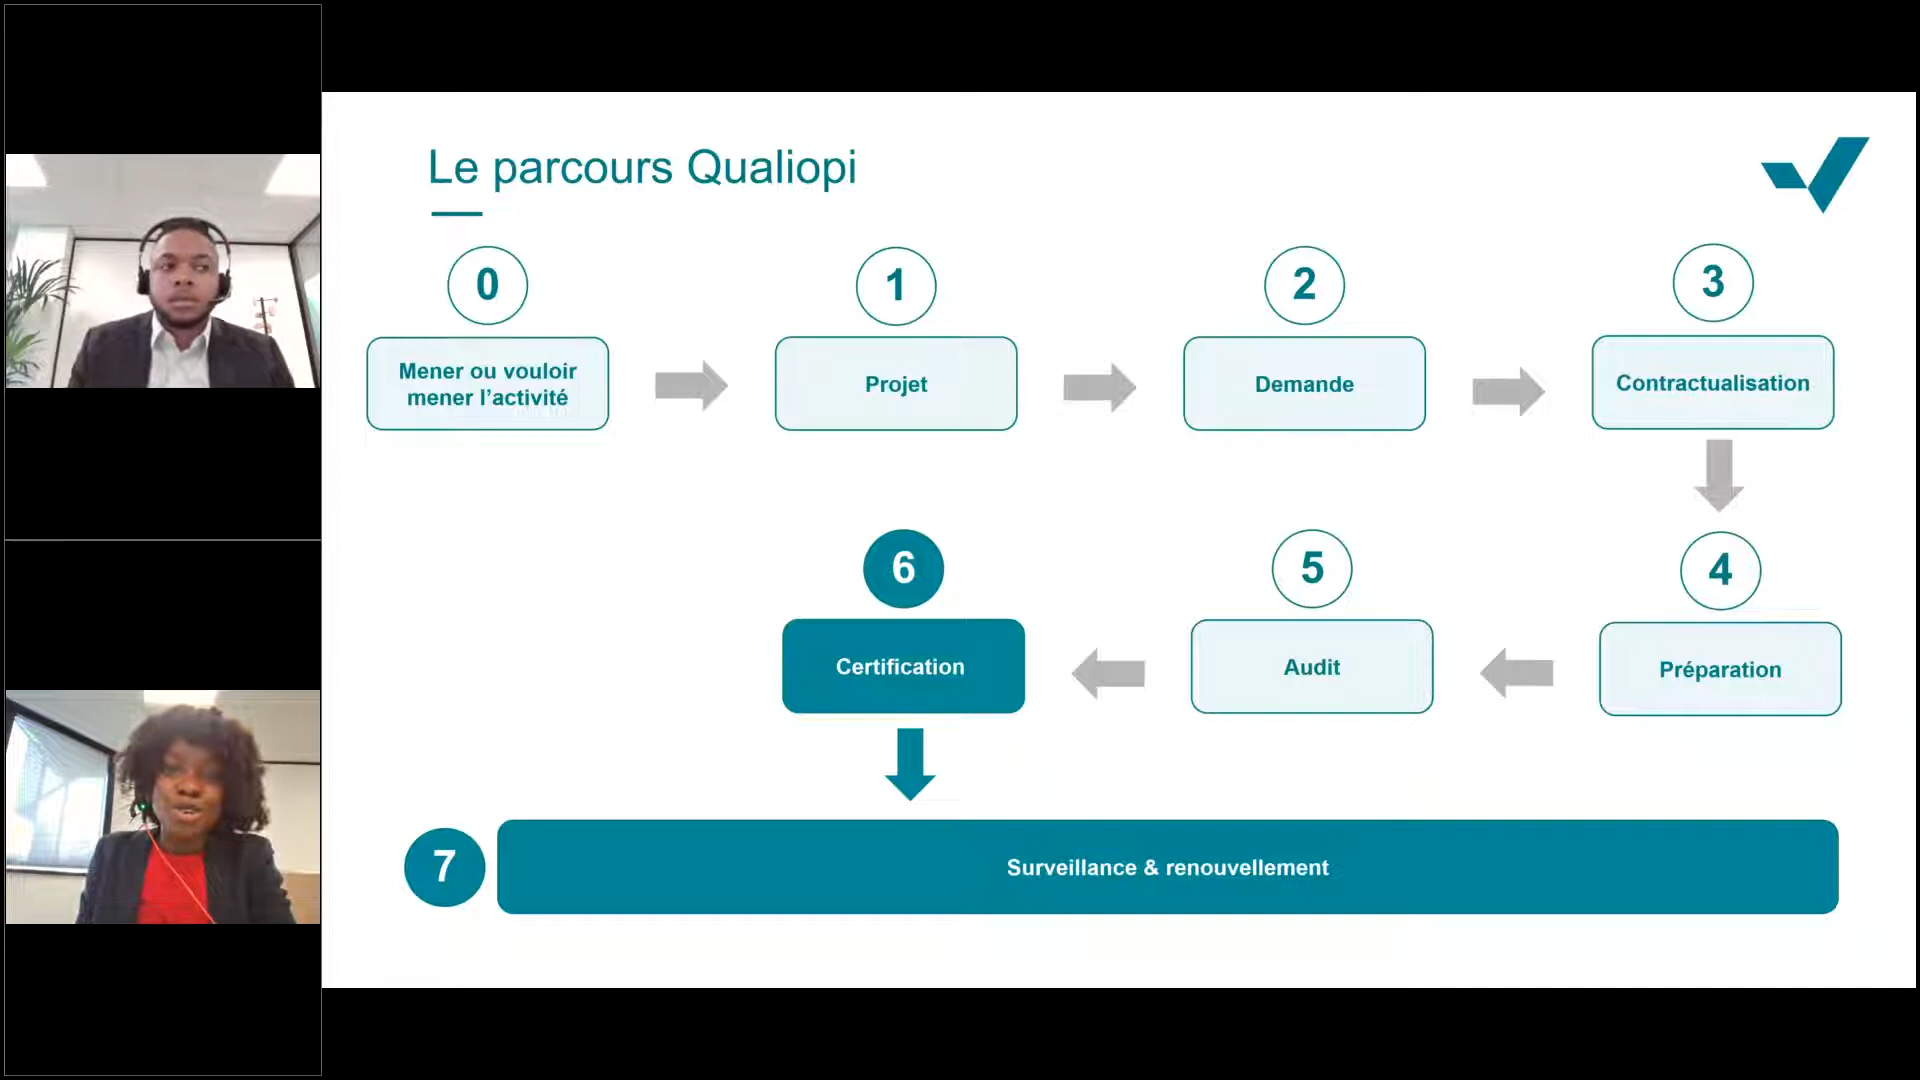 Le parcours Qualiopi
0
1
2
3
Mener ou vouloir
mener l’activité
Projet
Demande
Contractualisation
6
5
4
Certification
Audit
Préparation
7
Surveillance & renouvellement